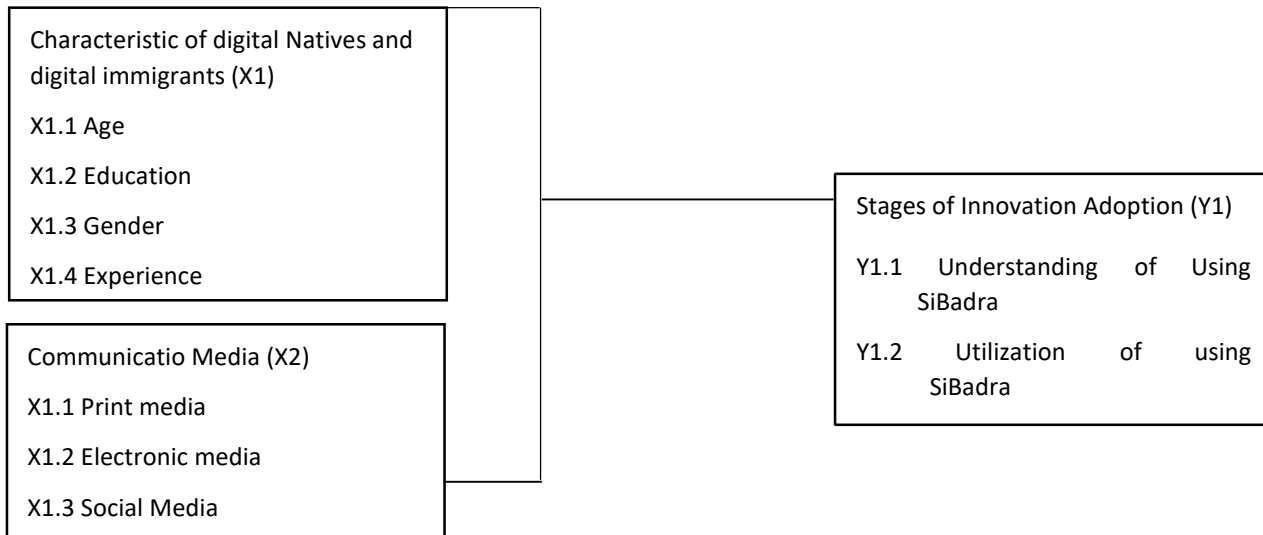 Characteristic of digital Natives and
digital immigrants (X1)
X1.1 Age
X1.2 Education
X1.3 Gender
X1.4 Experience
Communicatio Media (X2)
X1.1 Print media
X1.2 Electronic media
X1.3 Social Media
Stages of Innovation Adoption (Y1)
Y1.1 Understanding of Using
SiBadra
Y1.2 Utilization of using
SiBadra